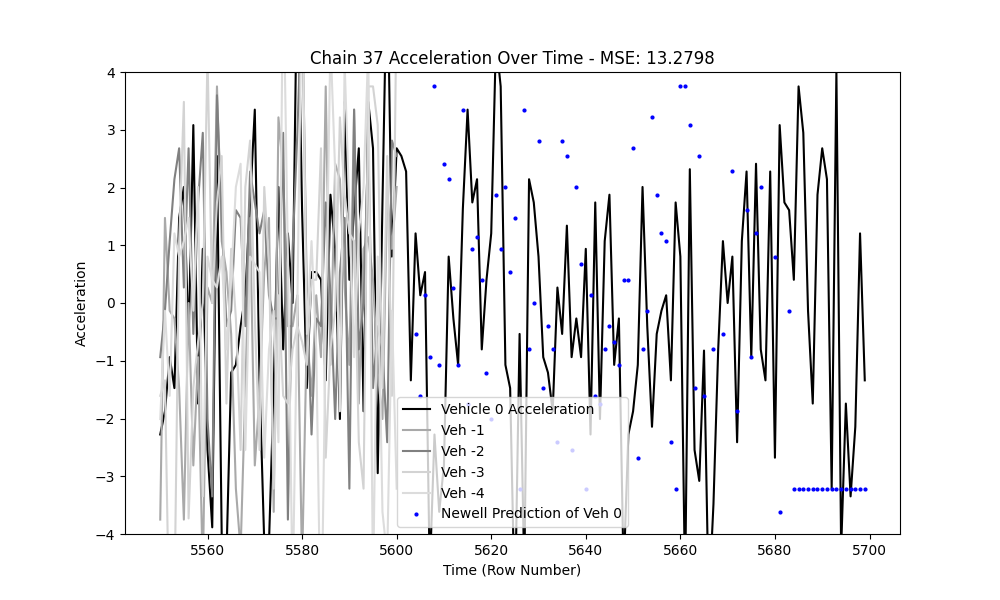 Chain 37 Acceleration Over Time - MSE: 13.2798
4
3
2
1
0
−1
−2
−3
−4
Acceleration
Vehicle 0 Acceleration
Veh -1
Veh -2
Veh -3
Veh -4
Newell Prediction of Veh 0
5560 5580 5600 5620 5640 5660 5680 5700
Time (Row Number)